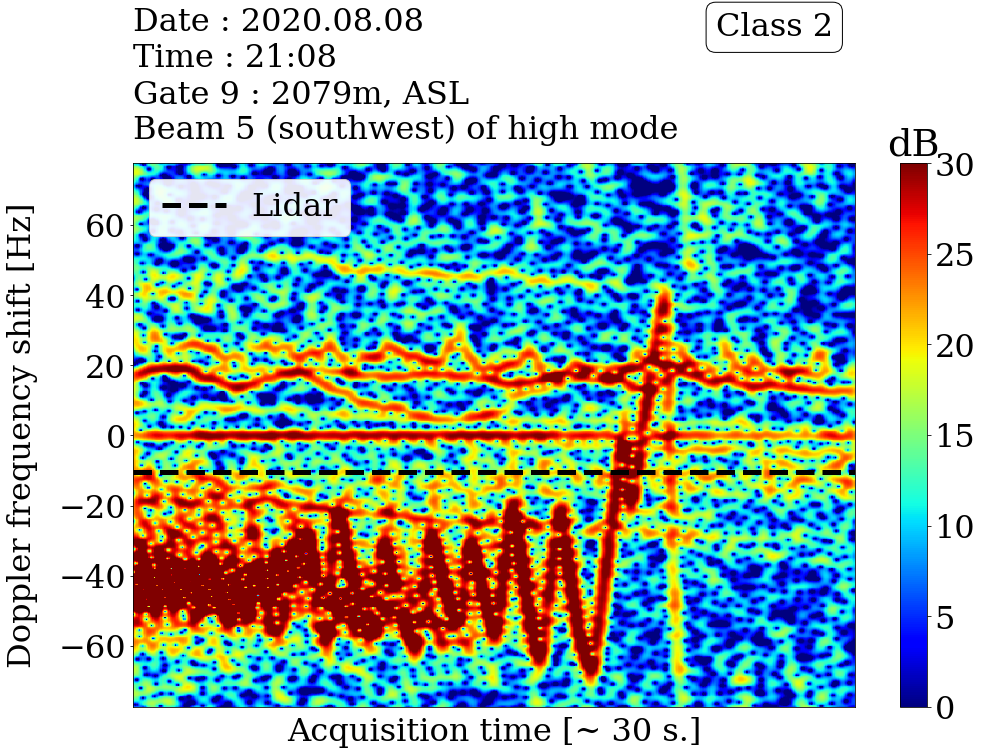 Date : 2020.08.08
Time : 21:08
Gate 9 : 2079m, ASL
Beam 5 (southwest) of high mode
Class 2
dB
Lidar
Doppler frequency shift [Hz]
60
40
20
0
−20
−40
−60
30
25
20
15
10
5
0
Acquisition time [~ 30 s.]